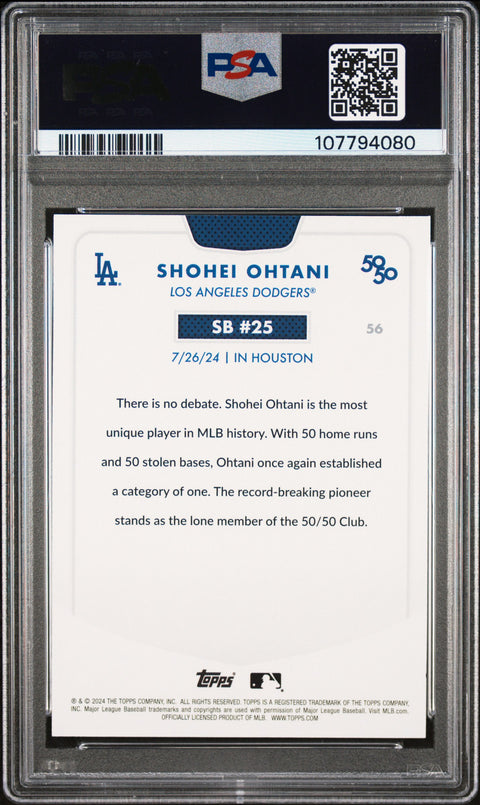 PSA
107794080
LA
SHOHEI OHTANI
50
50
LOS ANGELES DODGERS®
SB #25
56
7/26/24 | IN HOUSTON
There is no debate. Shohei Ohtani is the most
unique player in MLB history. With 50 home runs
and 50 stolen bases, Ohtani once again established
a category of one. The record-breaking pioneer
stands as the lone member of the 50/50 Club.
Topps
® & © 2024 THE TOPPS COMPANY, INC. ALL RIGHTS RESERVED. TOPPS IS A REGISTERED TRADEMARK OF THE TOPPS COMPANY,
INC. Major League Baseball trademarks and copyrights are used with permission of Major League Baseball. Visit MLB.com.
OFFICIALLY LICENSED PRODUCT OF MLB. WWW.TOPPS.COM
PSA